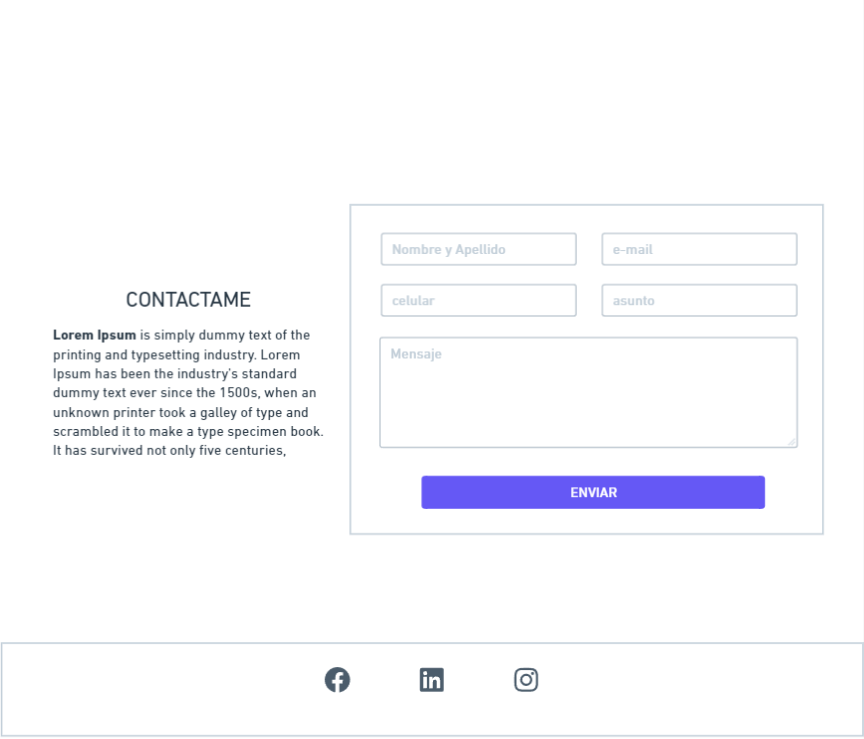 CONTACTAME
Lorem Ipsum is simply dummy text of the
printing and typesetting industry. Lorem
Ipsum has been the industry's standard
dummy text ever since the 1500s, when an
unknown printer took a galley of type and
scrambled it to make a type specimen book.
It has survived not only five centuries,
Nombre y Apellido
e-mail
celular
asunto
Mensaje
ENVIAR